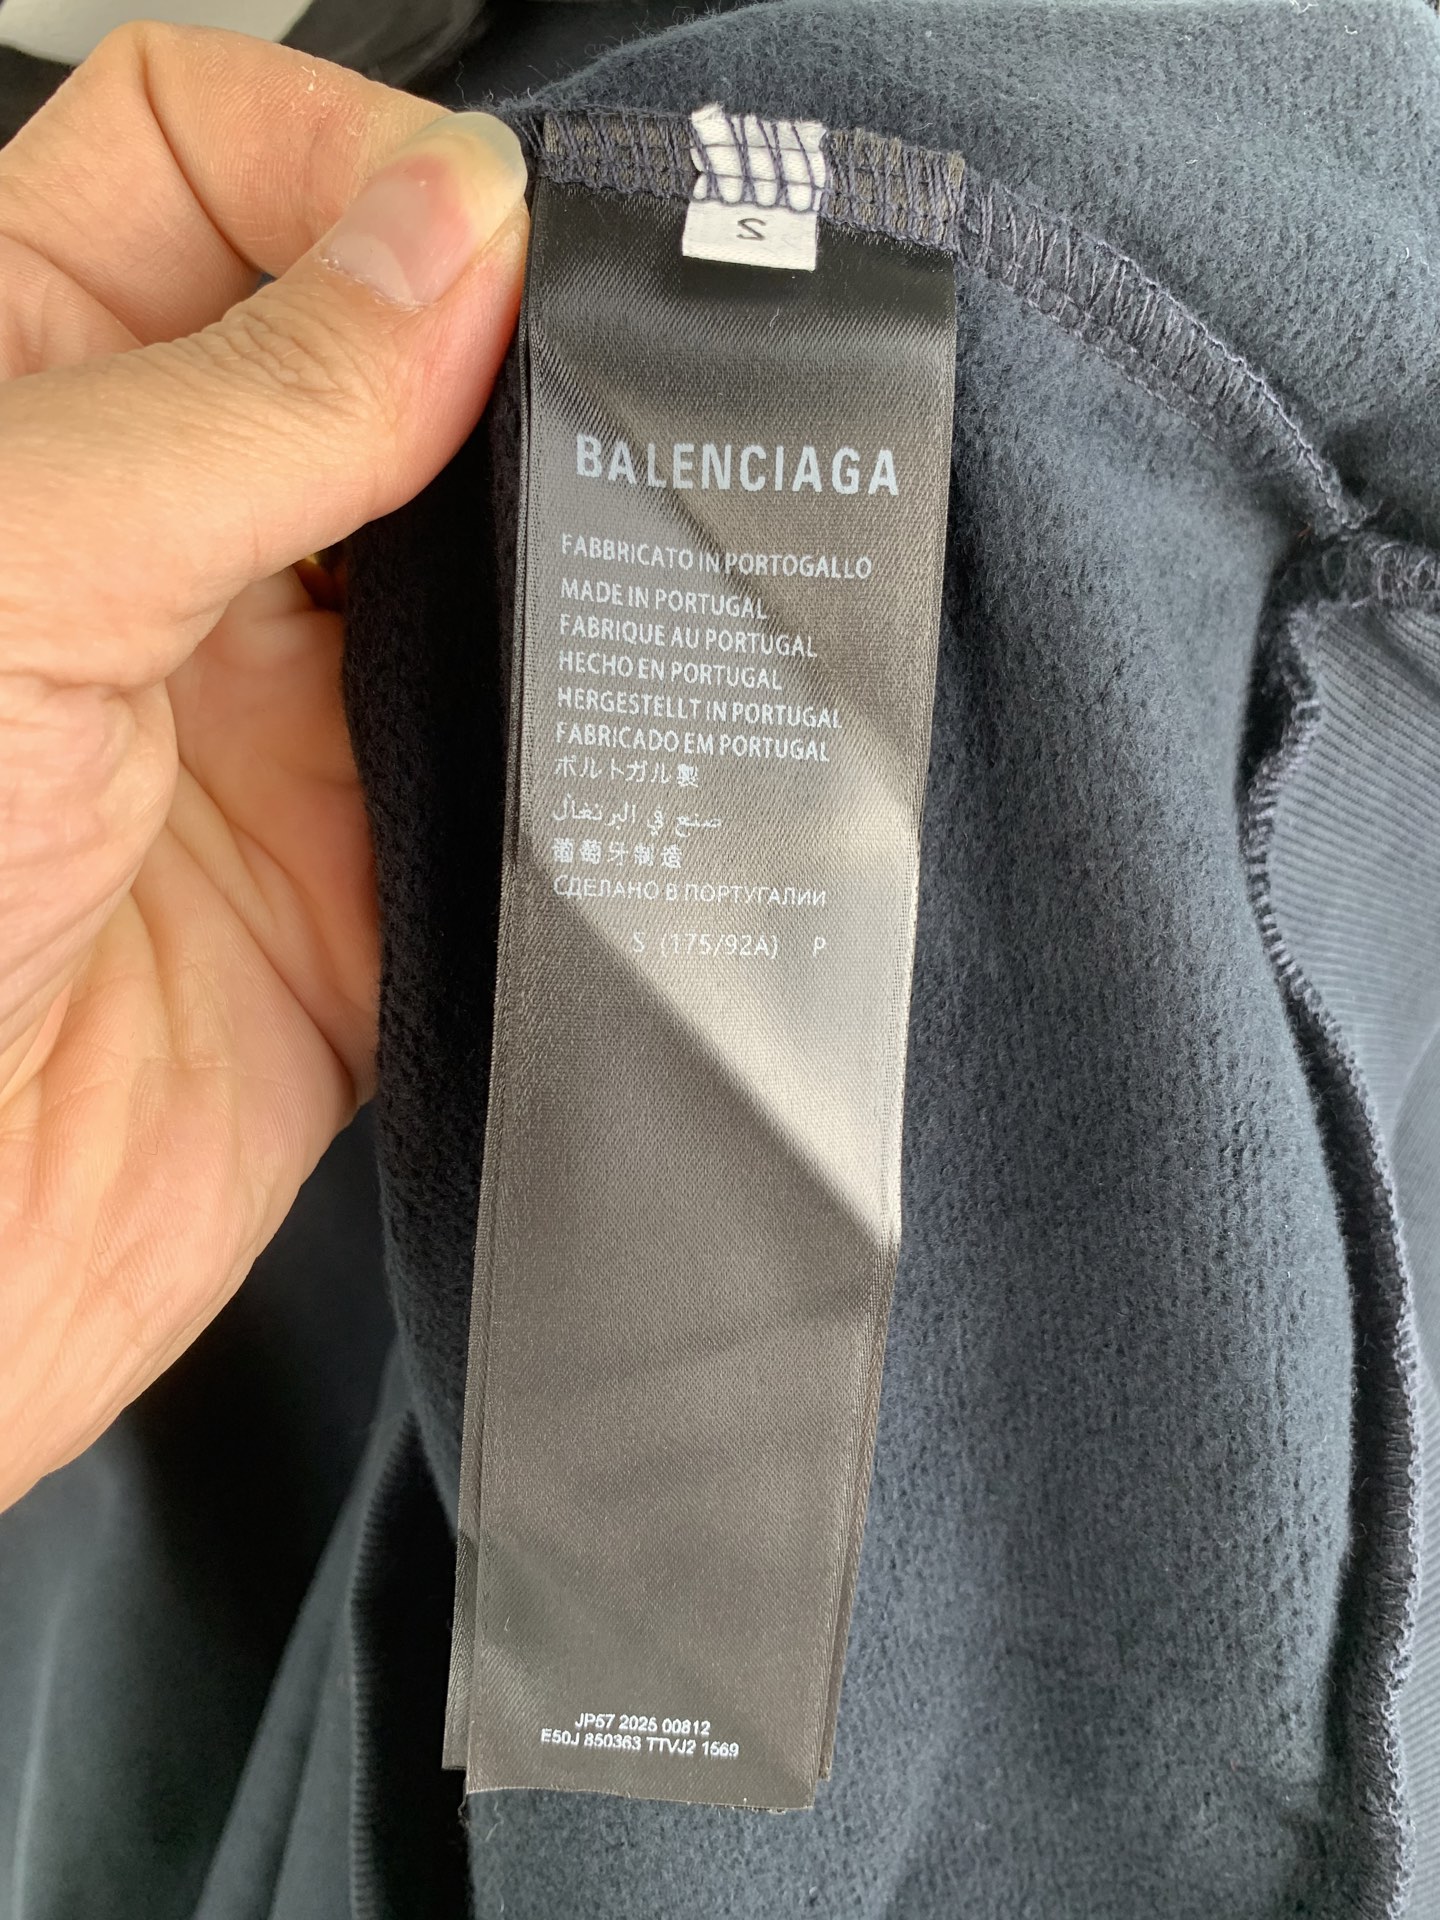 S
BALENCIAGA
FABBRICATO IN PORTOGALLO
MADE IN PORTUGAL
FABRIQUE AU PORTUGAL
HECHO EN PORTUGAL
HERGESTELLT IN PORTUGAL
FABRICADO EM PORTUGAL
ポルトガル製
صنع في البرتغال
葡萄牙制造
СДЕЛАНО В ПОРТУГАЛИИ
S (175/92A) P
JP57 2025 00812
E50J 850363 TTVJ2 1569